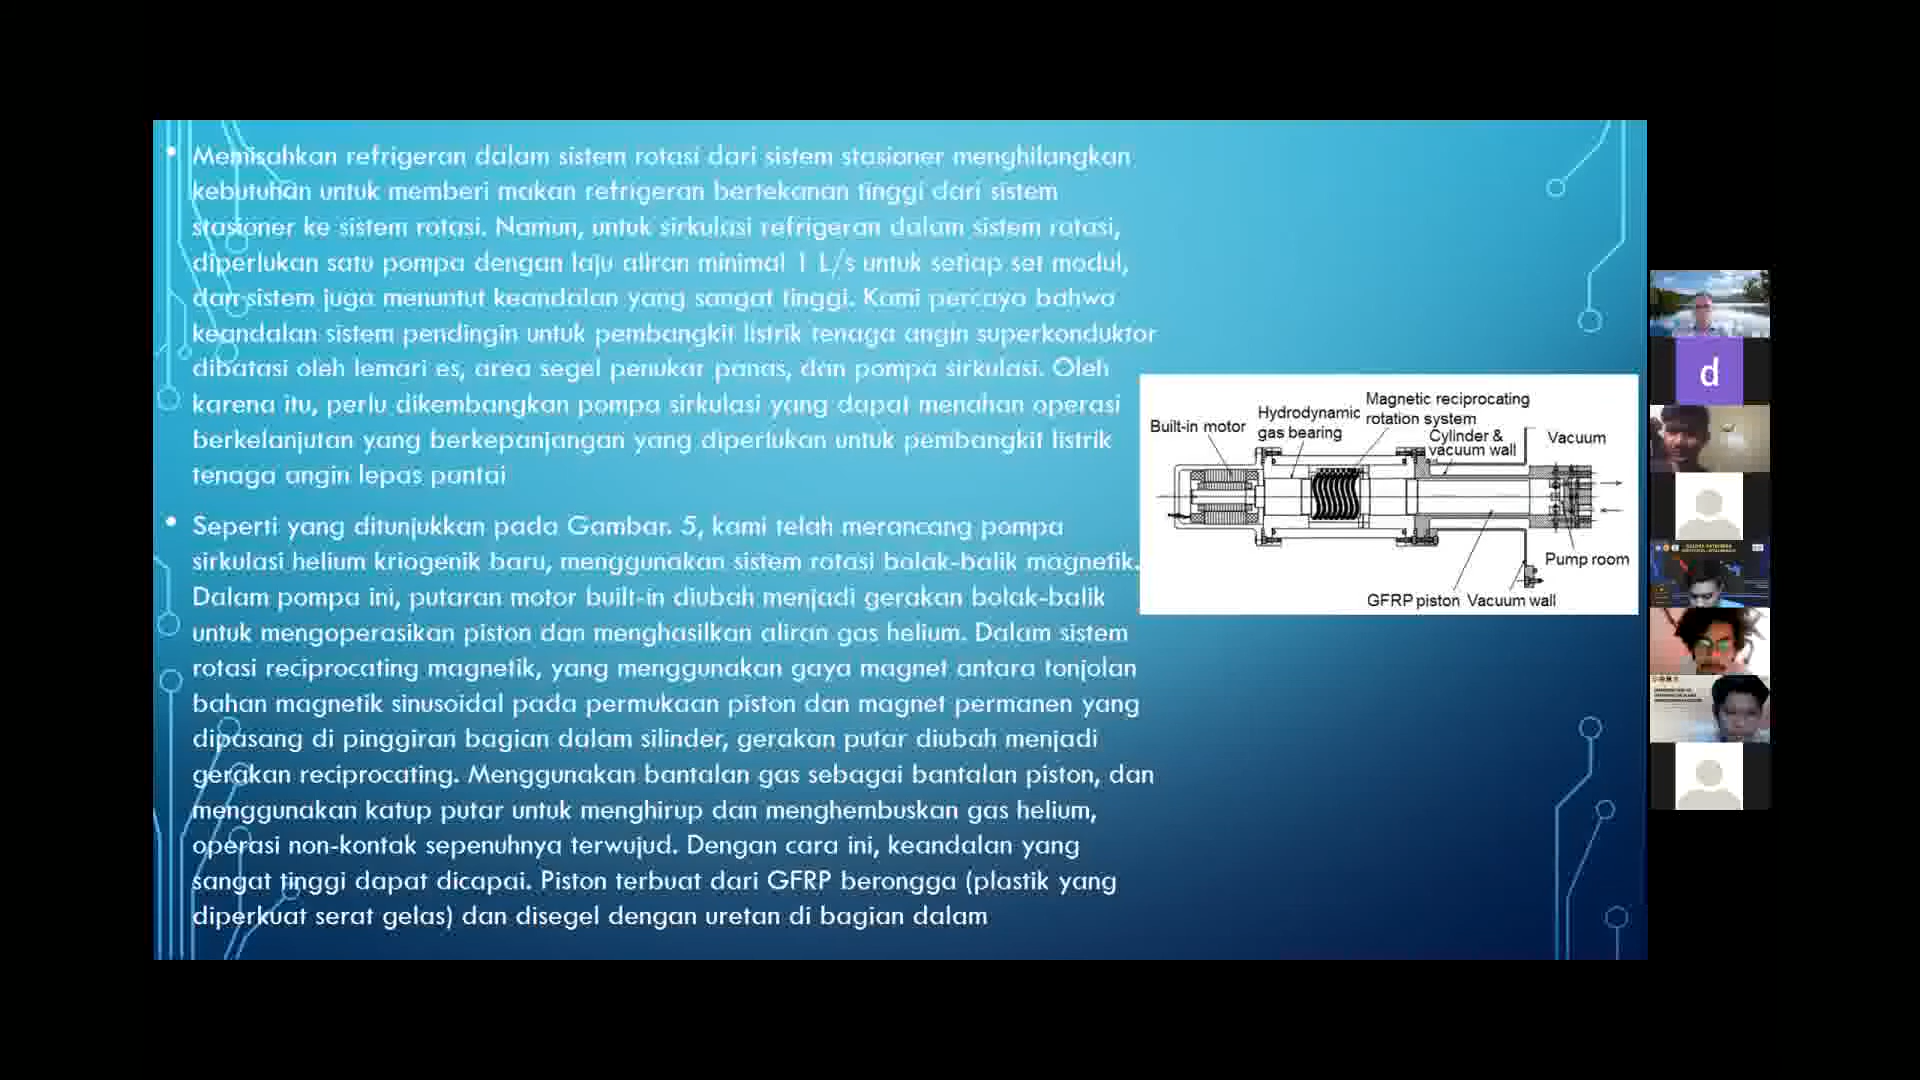 Memisahkan refrigeran dalam sistem rotasi dari sistem stasioner menghilangkan
kebutuhan untuk memberi makan refrigeran bertekanan tinggi dari sistem
stasioner ke sistem rotasi. Namun, untuk sirkulasi refrigeran dalam sistem rotasi,
diperlukan satu pompa dengan laju aliran minimal 1 L/s untuk setiap set modul,
dan sistem juga menuntut keandalan yang sangat tinggi. Kami percaya bahwa
keandalan sistem pendingin untuk pembangkit listrik tenaga angin superkonduktor
dibatasi oleh lemari es, area segel penukar panas, dan pompa sirkulasi. Oleh
karena itu, perlu dikembangkan pompa sirkulasi yang dapat menahan operasi
berkelanjutan yang berkepanjangan yang diperlukan untuk pembangkit listrik
tenaga angin lepas pantai
Seperti yang ditunjukkan pada Gambar. 5, kami telah merancang pompa
sirkulasi helium kriogenik baru, menggunakan sistem rotasi bolak-balik magnetik.
Dalam pompa ini, putaran motor built-in diubah menjadi gerakan bolak-balik
untuk mengoperasikan piston dan menghasilkan aliran gas helium. Dalam sistem
rotasi reciprocating magnetik, yang menggunakan gaya magnet antara tonjolan
bahan magnetik sinusoidal pada permukaan piston dan magnet permanen yang
dipasang di pinggiran bagian dalam silinder, gerakan putar diubah menjadi
gerakan reciprocating. Menggunakan bantalan gas sebagai bantalan piston, dan
menggunakan katup putar untuk menghirup dan menghembuskan gas helium,
operasi non-kontak sepenuhnya terwujud. Dengan cara ini, keandalan yang
sangat tinggi dapat dicapai. Piston terbuat dari GFRP berongga (plastik yang
diperkuat serat gelas) dan disegel dengan uretan di bagian dalam
Built-in motor
Hydrodynamic
gas bearing
Magnetic reciprocating
rotation system
Cylinder &
vacuum wall
Vacuum
Pump room
GFRP piston
Vacuum wall
d